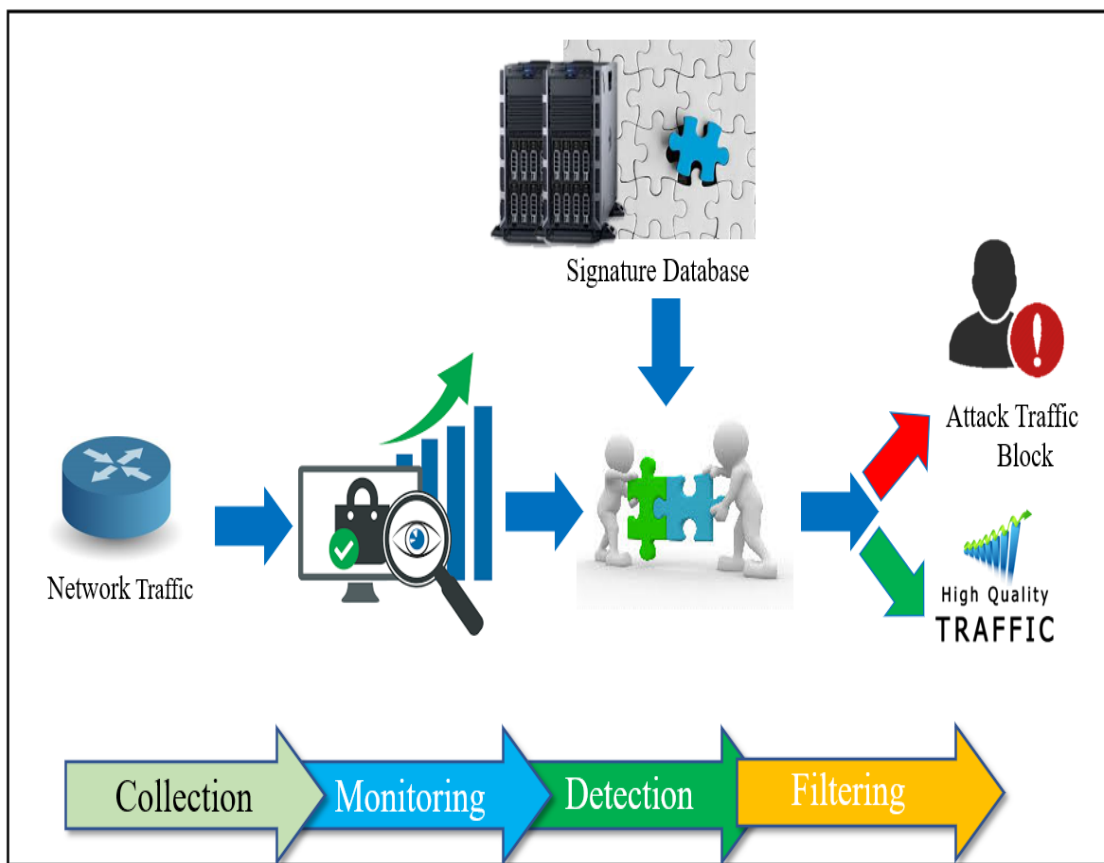 Signature Database
Attack Traffic
Block
Network Traffic
High Quality
TRAFFIC
Collection
Monitoring
Detection
Filtering